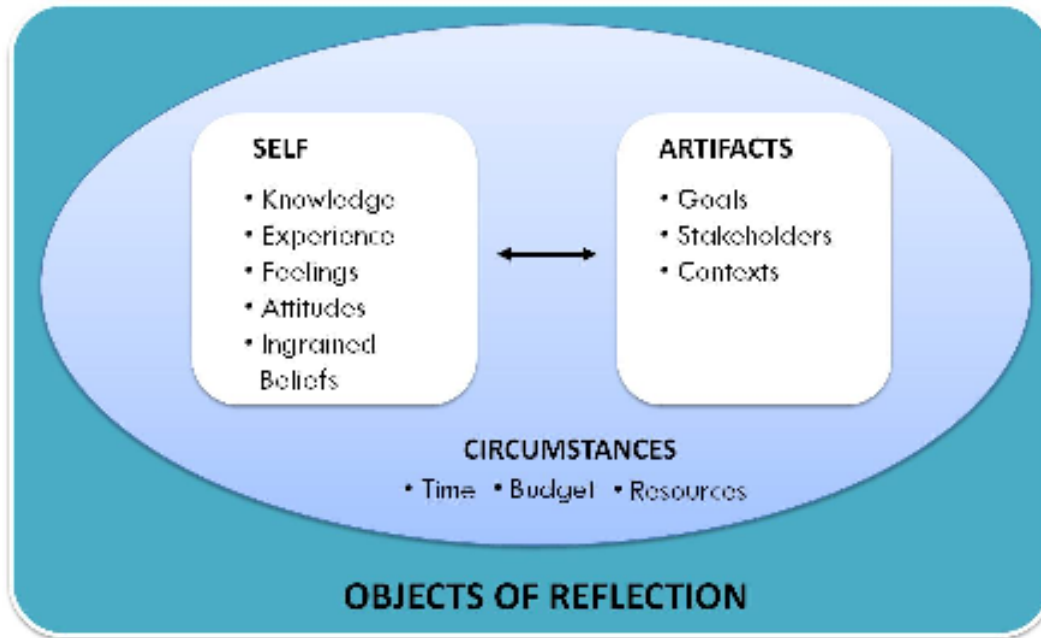 SELF
• Knowledge
• Experience
• Feelings
• Attitudes
• Ingrained
Beliefs
ARTIFACTS
• Goals
• Stakeholders
• Contexts
CIRCUMSTANCES
• Time • Budget • Resources
OBJECTS OF REFLECTION